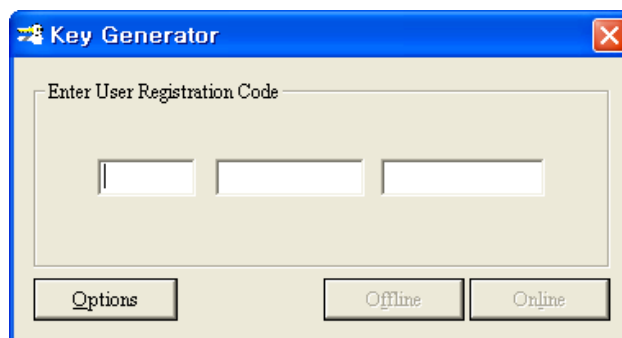 Key Generator
Enter User Registration Code
Options Offline Online